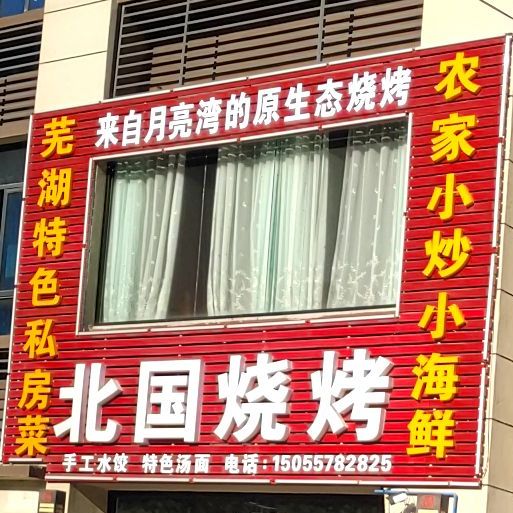 来自月亮湾的原生态烧烤
芜湖特色私房菜
农家小炒小海鲜
北国烧烤
手工水饺 特色汤面 电话:15055782825